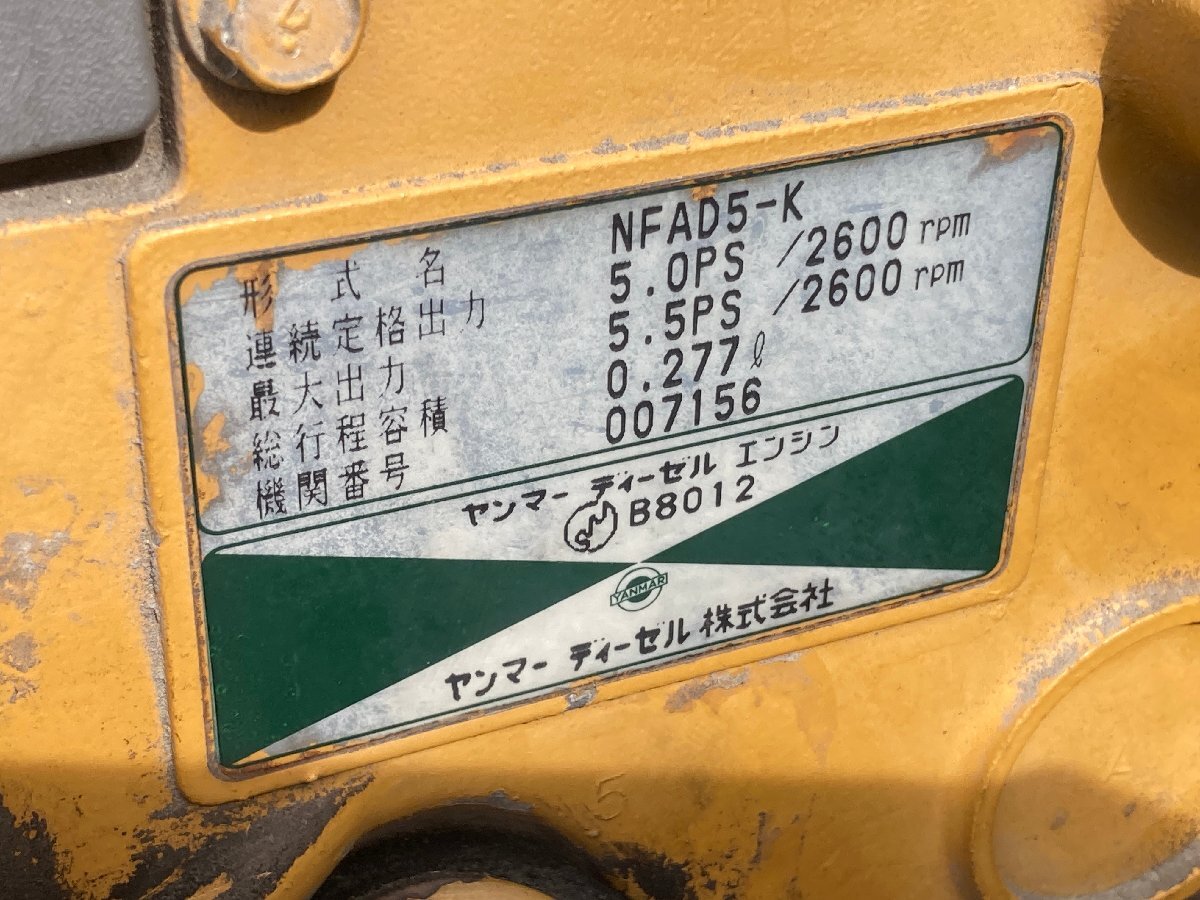 形式名 NFAD5-K
連続定格出力 5.0PS /2600 rpm
最大出力 5.5PS /2600 rpm
総行程容積 0.277ℓ
機関番号 007156
ヤンマー ディーゼル エンジン
B8012
YANMAR
ヤンマー ディーゼル 株式会社
5